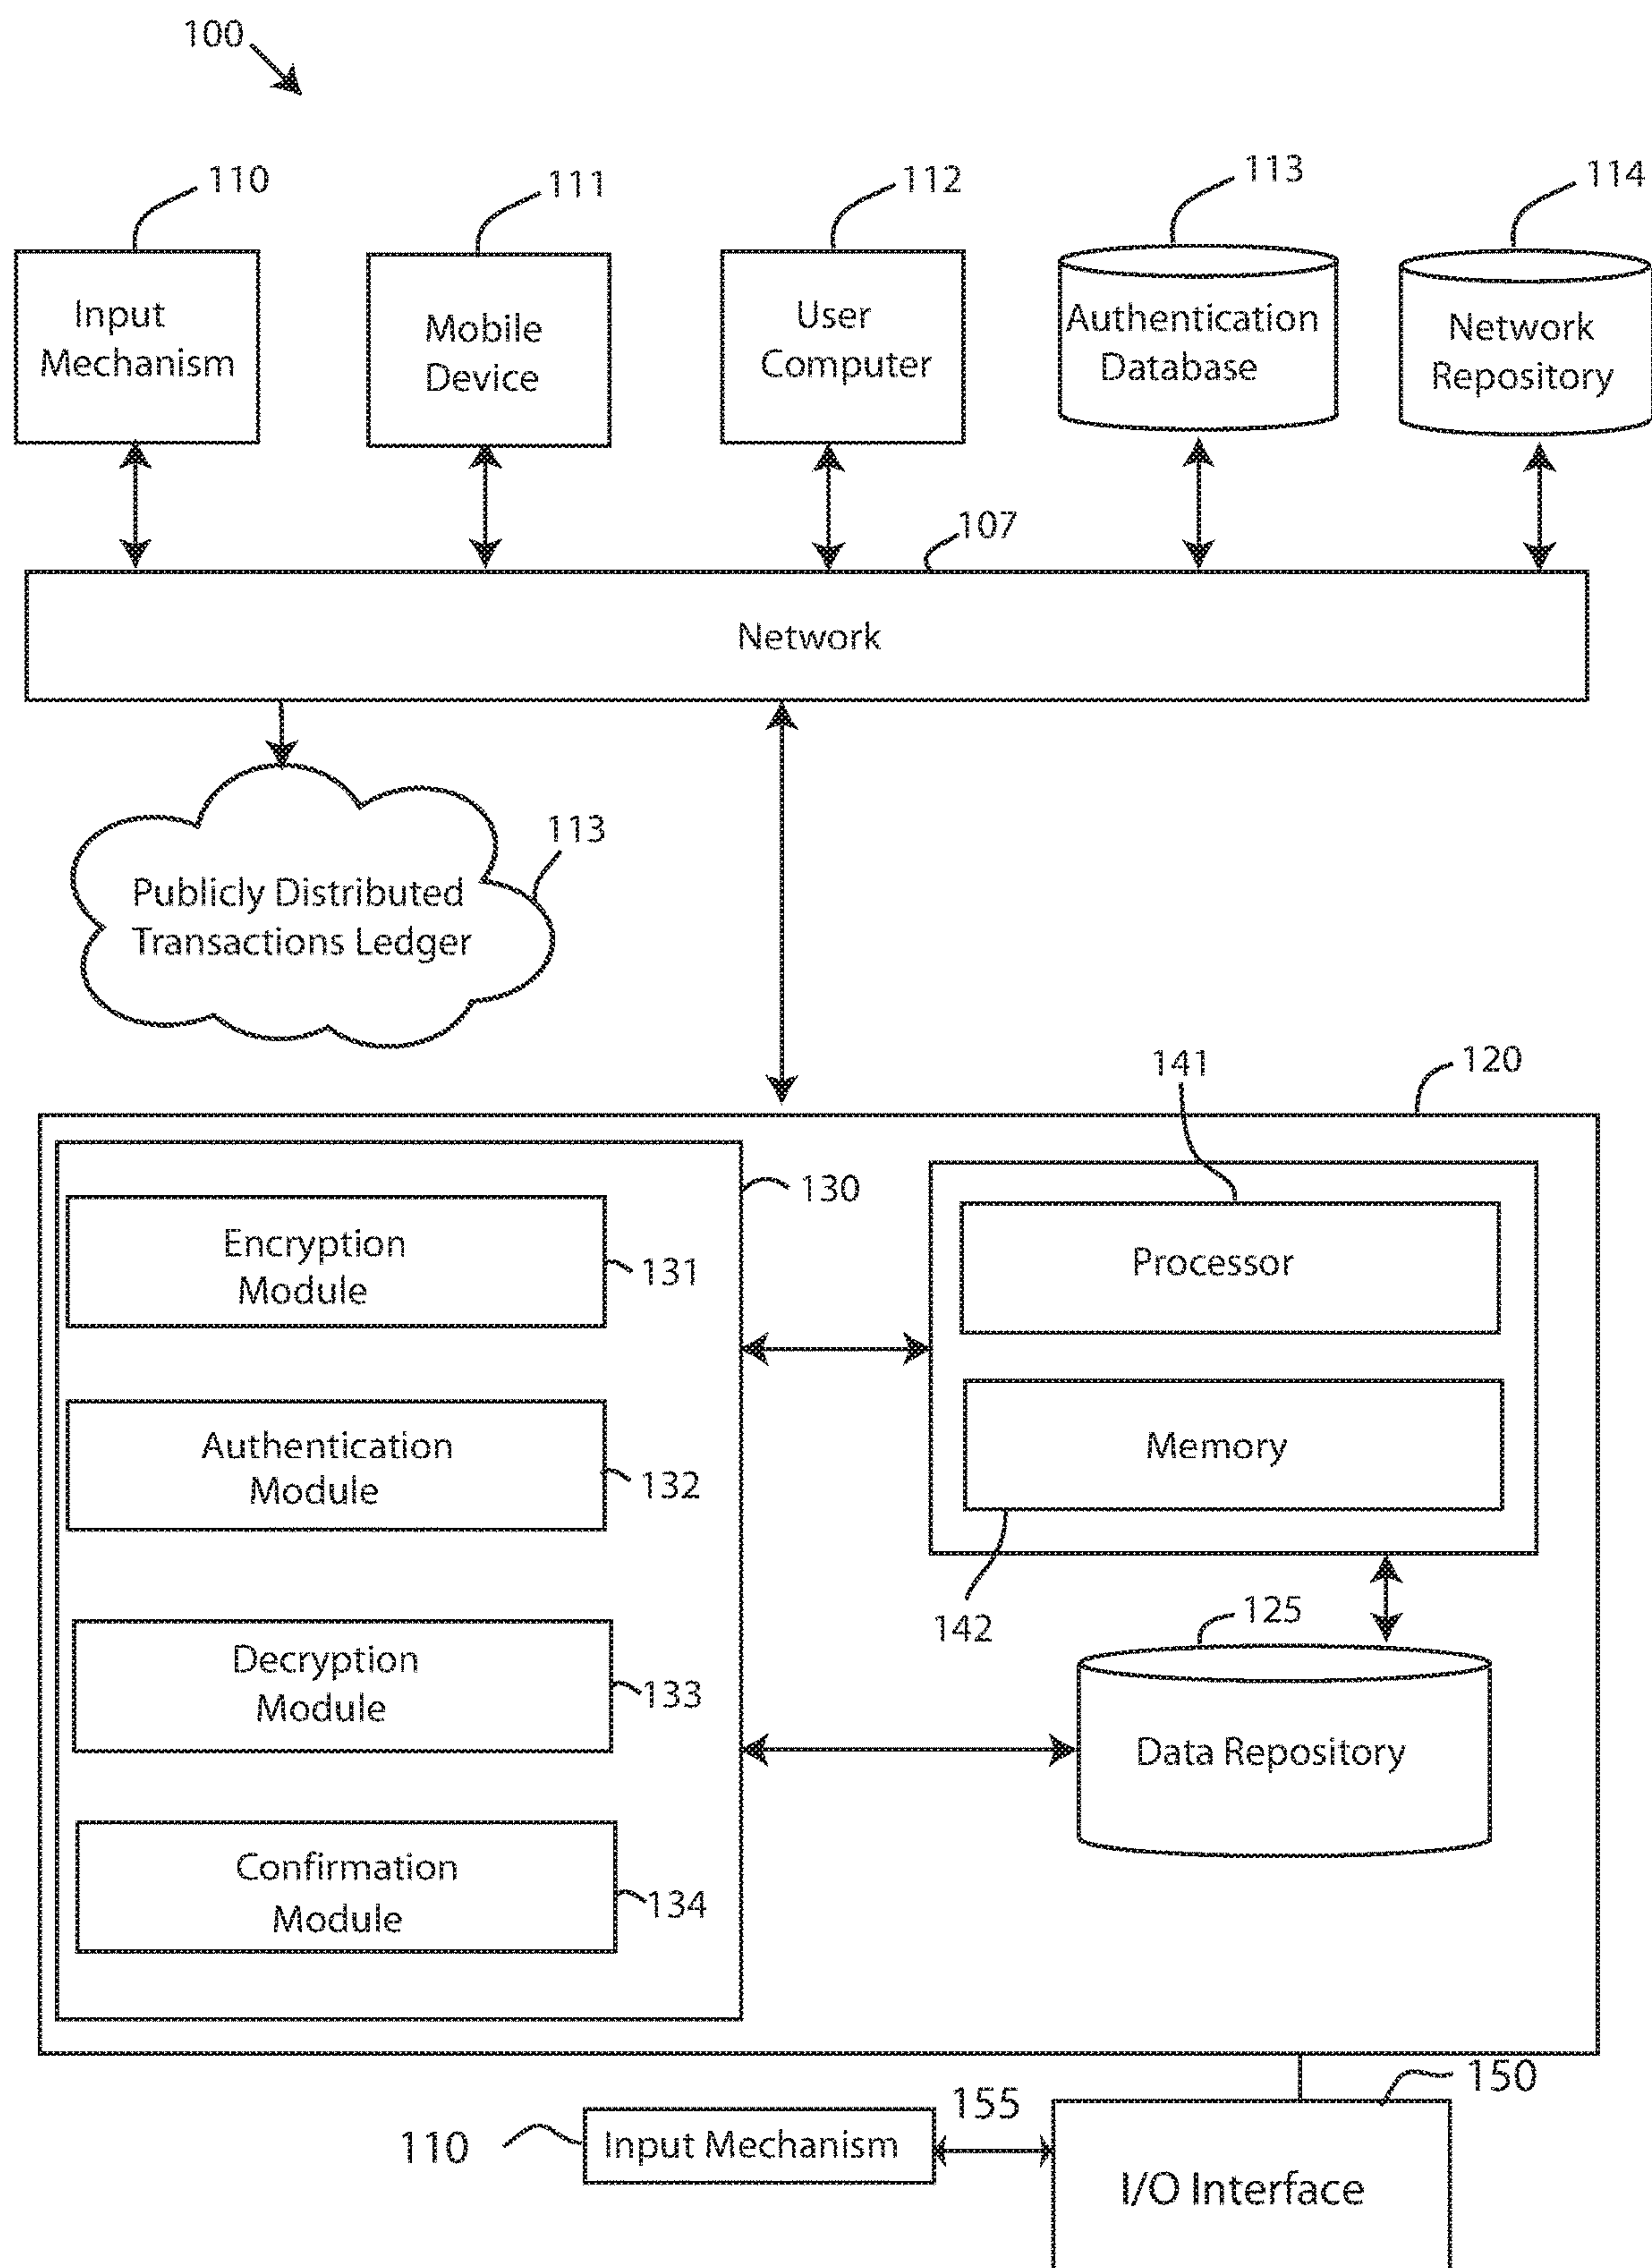 100
110
111
112
113
114
Input
Mechanism
Mobile
Device
User
Computer
Authentication
Database
Network
Repository
107
Network
113
Publicly Distributed
Transactions Ledger
120
141
130
Encryption
Module
131
Processor
Authentication
Module
132
Memory
142
125
Decryption
Module
133
Data Repository
Confirmation
Module
134
150
155
110
Input Mechanism
I/O Interface